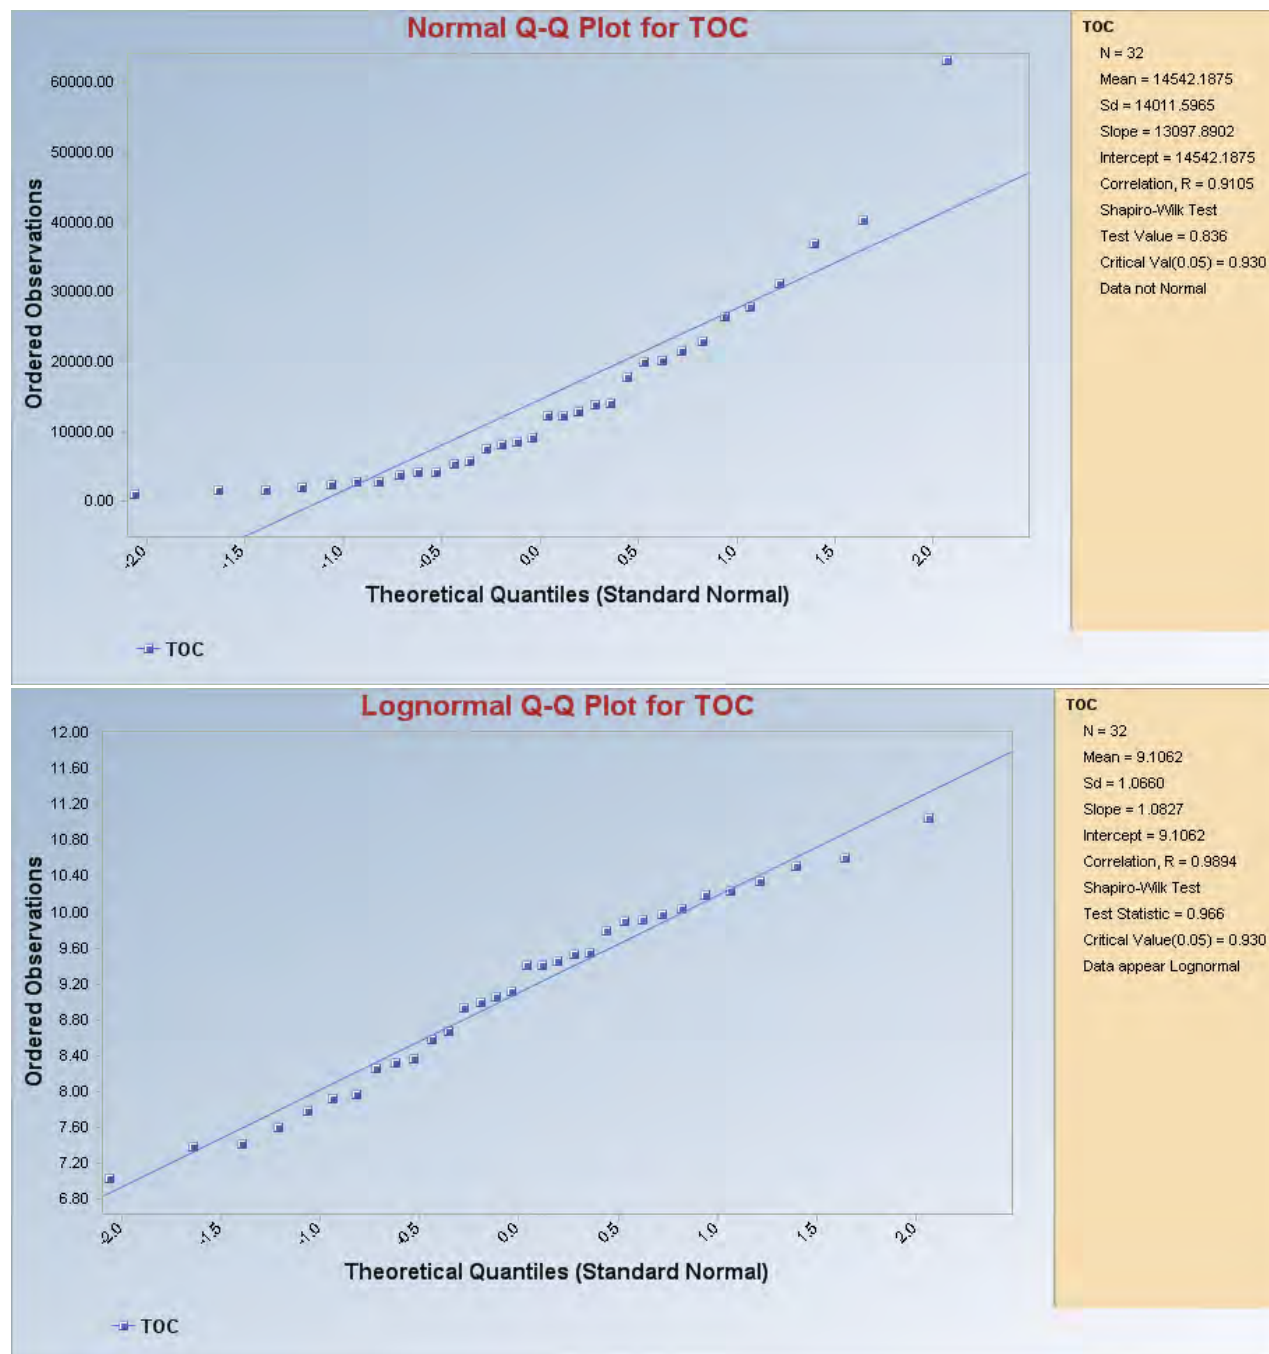 Normal Q-Q Plot for TOC
60000.00
50000.00
40000.00
30000.00
20000.00
10000.00
0.00
Ordered Observations
-2.0
-1.5
-1.0
-0.5
0.0
0.5
1.0
1.5
2.0
Theoretical Quantiles (Standard Normal)
TOC
TOC
N = 32
Mean = 14542.1875
Sd = 14011.5965
Slope = 13097.8902
Intercept = 14542.1875
Correlation, R = 0.9105
Shapiro-Wilk Test
Test Value = 0.836
Critical Val(0.05) = 0.930
Data not Normal
Lognormal Q-Q Plot for TOC
12.00
11.60
11.20
10.80
10.40
10.00
9.60
9.20
8.80
8.40
8.00
7.60
7.20
6.80
Ordered Observations
-2.0
-1.5
-1.0
-0.5
0.0
0.5
1.0
1.5
2.0
Theoretical Quantiles (Standard Normal)
TOC
TOC
N = 32
Mean = 9.1062
Sd = 1.0660
Slope = 1.0827
Intercept = 9.1062
Correlation, R = 0.9894
Shapiro-Wilk Test
Test Statistic = 0.966
Critical Value(0.05) = 0.930
Data appear Lognormal